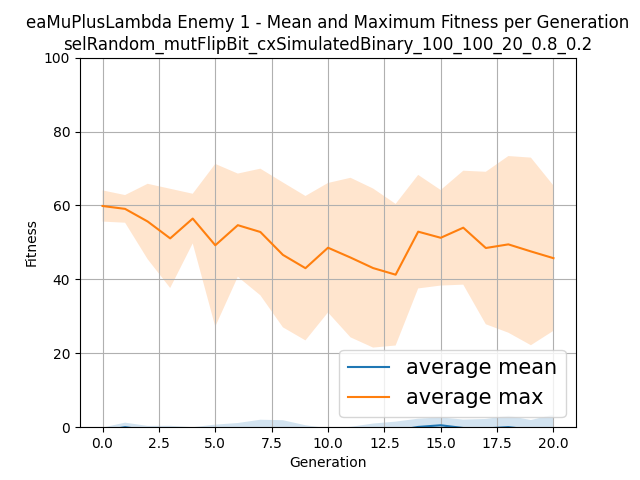 eaMuPlusLambda Enemy 1 - Mean and Maximum Fitness per Generation
selRandom_mutFlipBit_cxSimulatedBinary_100_100_20_0.8_0.2
100
80
60
40
20
0
Fitness
average mean
average max
0.0 2.5 5.0 7.5 10.0 12.5 15.0 17.5 20.0
Generation